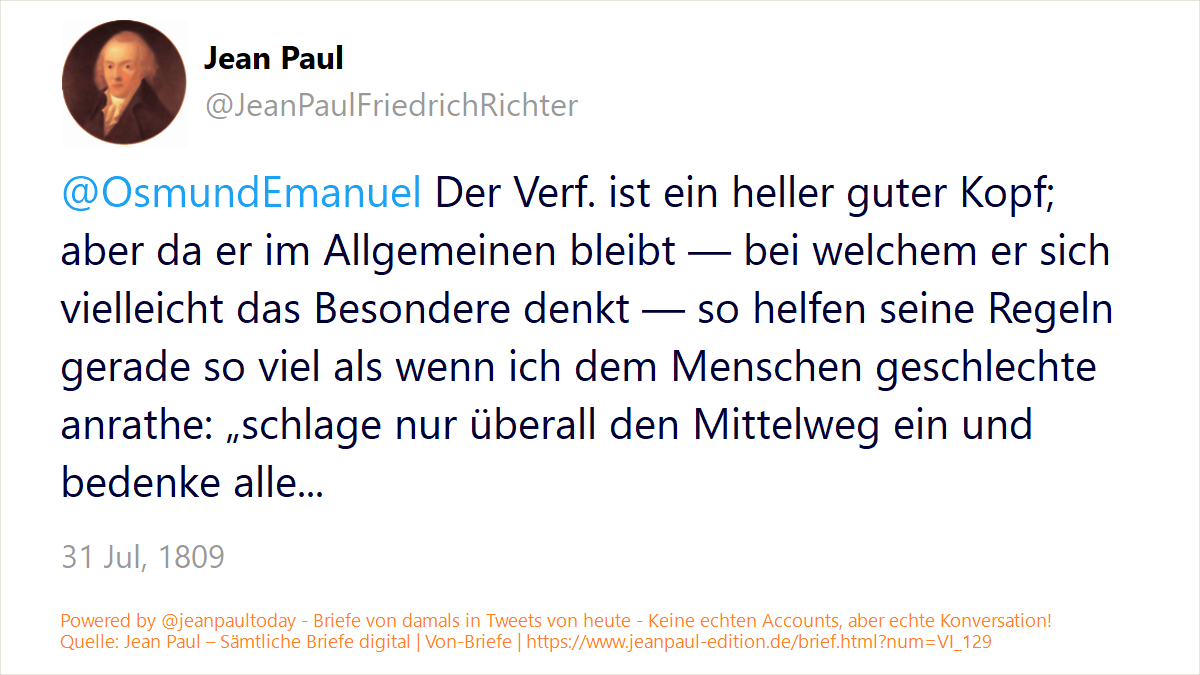 Jean Paul
@JeanPaulFriedrichRichter
@OsmundEmanuel Der Verf. ist ein heller guter Kopf;
aber da er im Allgemeinen bleibt — bei welchem er sich
vielleicht das Besondere denkt — so helfen seine Regeln
gerade so viel als wenn ich dem Menschen geschlechte
anrathe: „schlage nur überall den Mittelweg ein und
bedenke alle...
31 Jul, 1809
Powered by @jeanpaultoday - Briefe von damals in Tweets von heute - Keine echten Accounts, aber echte Konversation!
Quelle: Jean Paul – Sämtliche Briefe digital | Von-Briefe | https://www.jeanpaul-edition.de/brief.html?num=VI_129